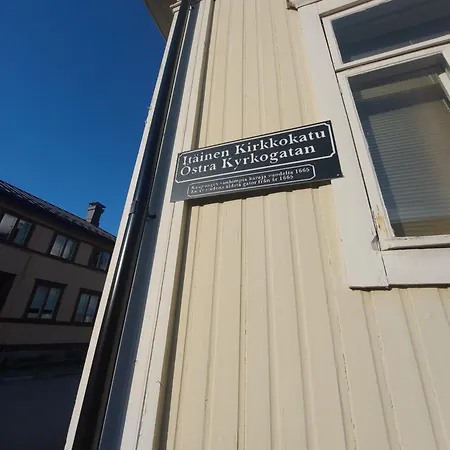 Itäinen Kirkkokatu
Östra Kyrkogatan
Kaupungin vanhimpia katuja vuodelta 1665
En av stadens äldsta gator från år 1665